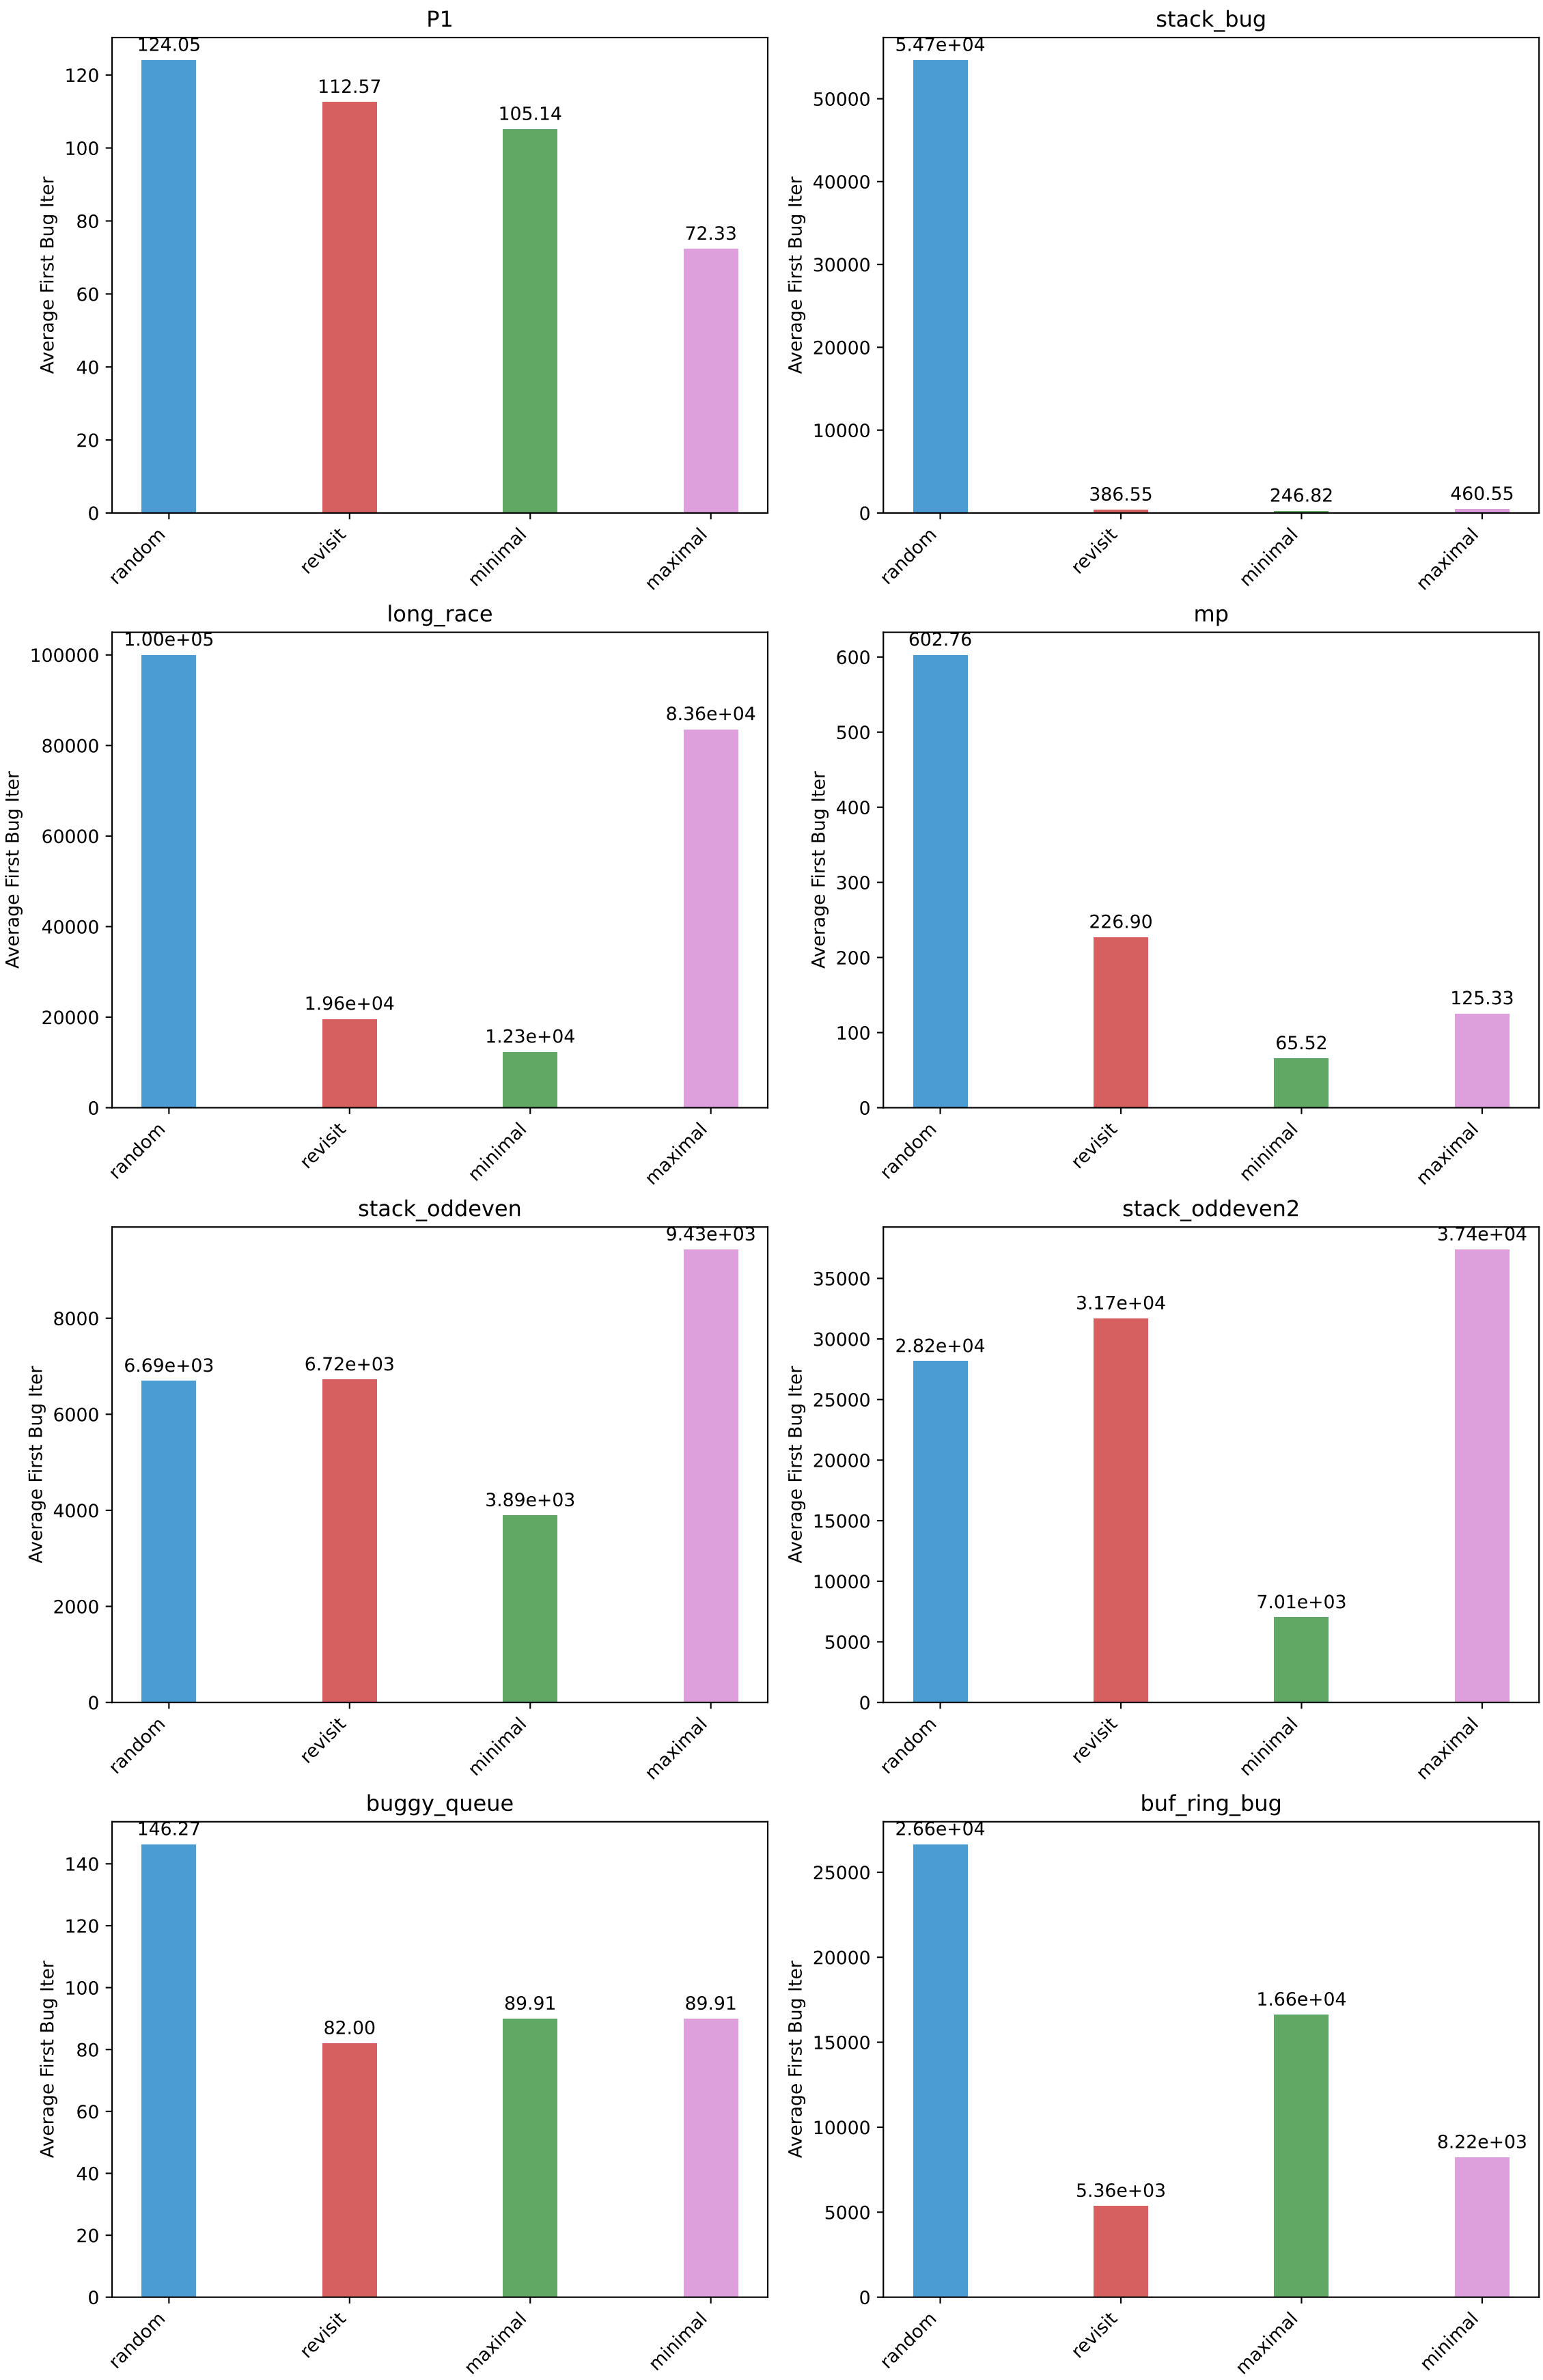 P1
Average First Bug Iter
120
100
80
60
40
20
0
124.05
112.57
105.14
72.33
random
revisit
minimal
maximal
stack_bug
Average First Bug Iter
50000
40000
30000
20000
10000
0
5.47e+04
386.55
246.82
460.55
random
revisit
minimal
maximal
long_race
Average First Bug Iter
100000
80000
60000
40000
20000
0
1.00e+05
1.96e+04
1.23e+04
8.36e+04
random
revisit
minimal
maximal
mp
Average First Bug Iter
600
500
400
300
200
100
0
602.76
226.90
65.52
125.33
random
revisit
minimal
maximal
stack_oddeven
Average First Bug Iter
8000
6000
4000
2000
0
6.69e+03
6.72e+03
3.89e+03
9.43e+03
random
revisit
minimal
maximal
stack_oddeven2
Average First Bug Iter
35000
30000
25000
20000
15000
10000
5000
0
2.82e+04
3.17e+04
7.01e+03
3.74e+04
random
revisit
minimal
maximal
buggy_queue
Average First Bug Iter
140
120
100
80
60
40
20
0
146.27
82.00
89.91
89.91
random
revisit
maximal
minimal
buf_ring_bug
Average First Bug Iter
25000
20000
15000
10000
5000
0
2.66e+04
5.36e+03
1.66e+04
8.22e+03
random
revisit
maximal
minimal